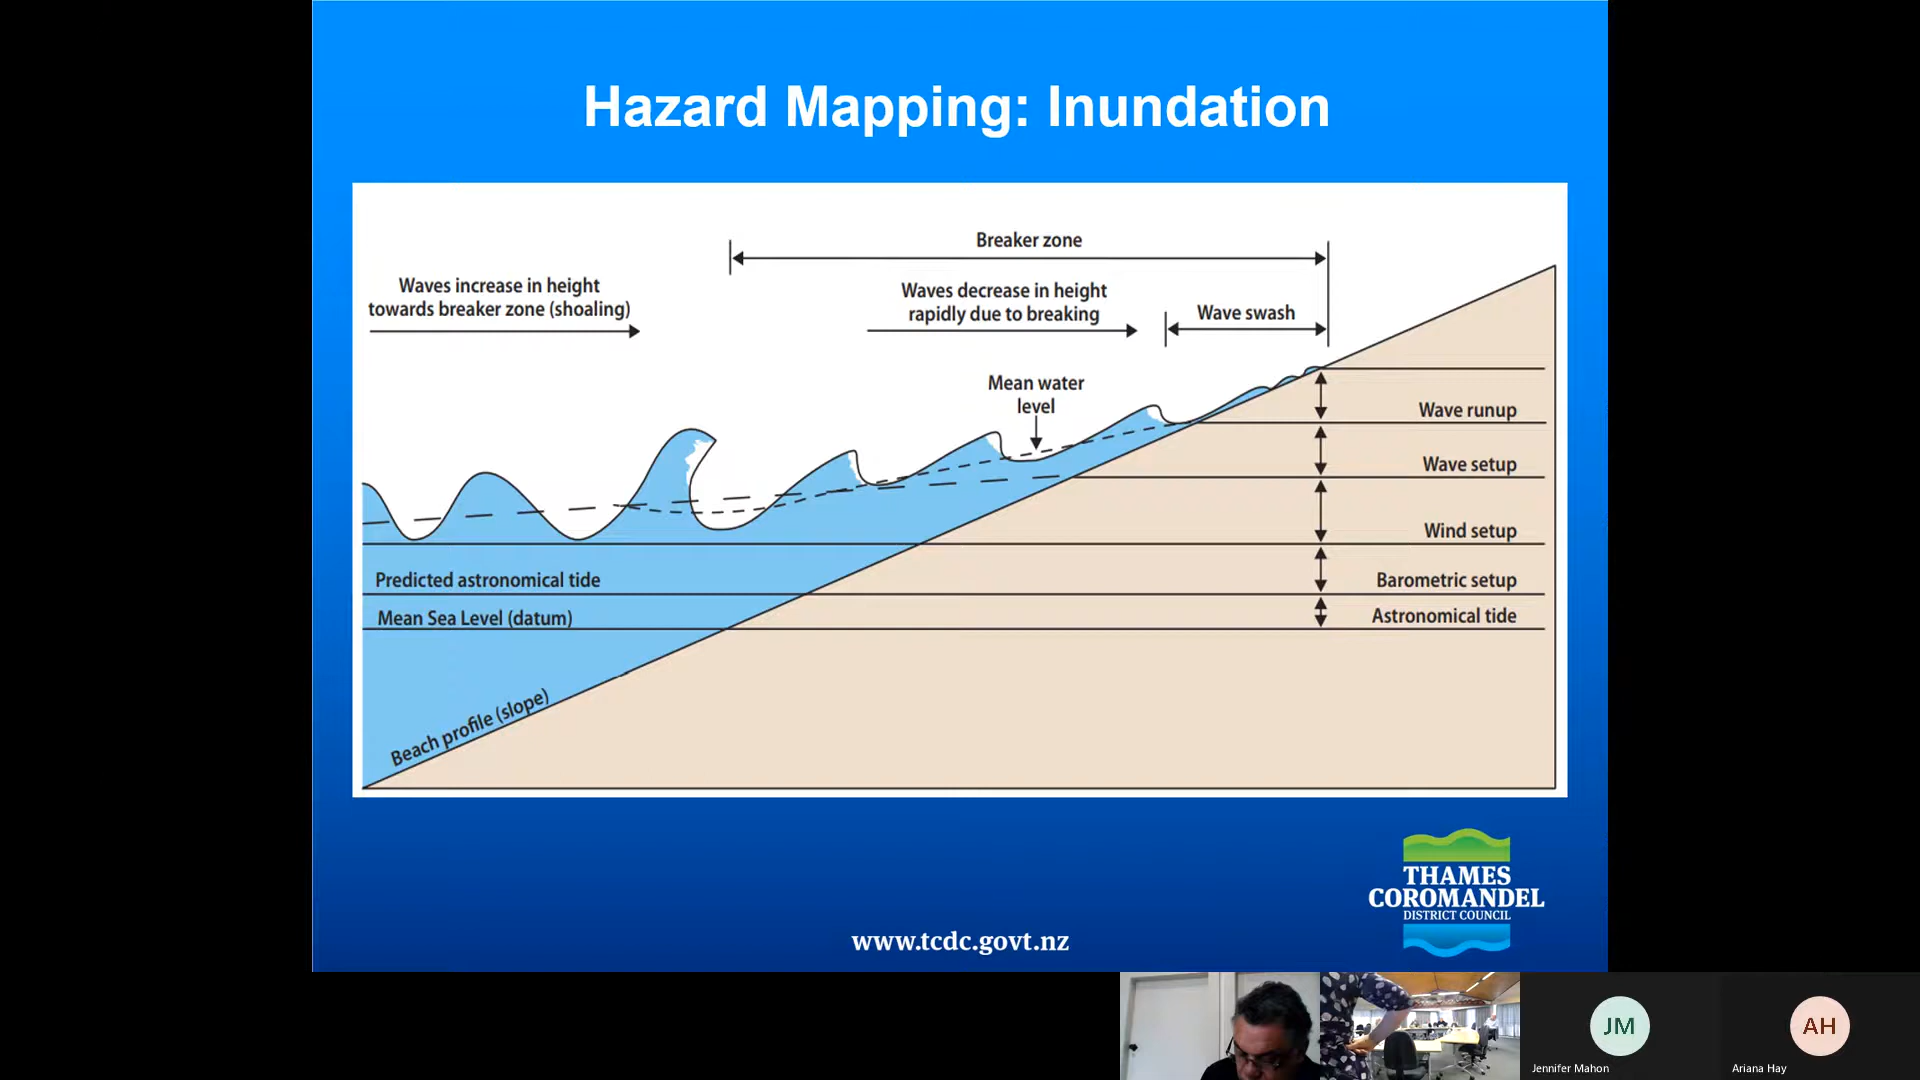 Hazard Mapping: Inundation
Breaker zone
Waves increase in height
towards breaker zone (shoaling)
Waves decrease in height
rapidly due to breaking
Wave swash
Mean water
level
Wave runup
Wave setup
Wind setup
Predicted astronomical tide
Barometric setup
Mean Sea Level (datum)
Astronomical tide
Beach profile (slope)
THAMES
COROMANDEL
DISTRICT COUNCIL
www.tcdc.govt.nz
JM
AH
Jennifer Mahon
Ariana Hay